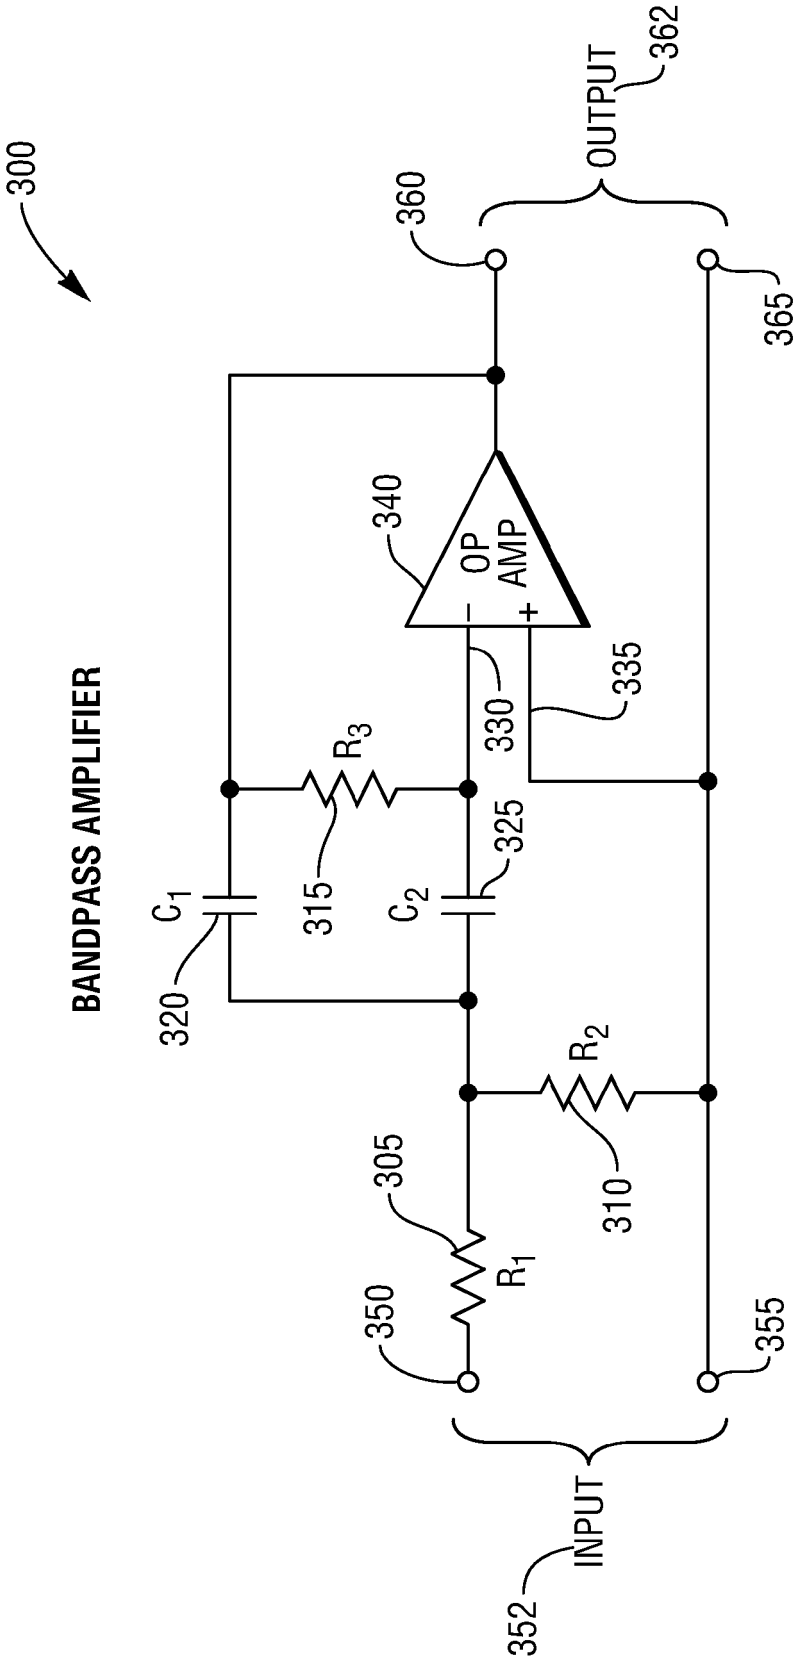 BANDPASS AMPLIFIER
300
C1
320
R3
315
C2
325
340
OP
AMP
−
+
330
335
360
365
OUTPUT
362
305
R1
R2
310
350
355
INPUT
352